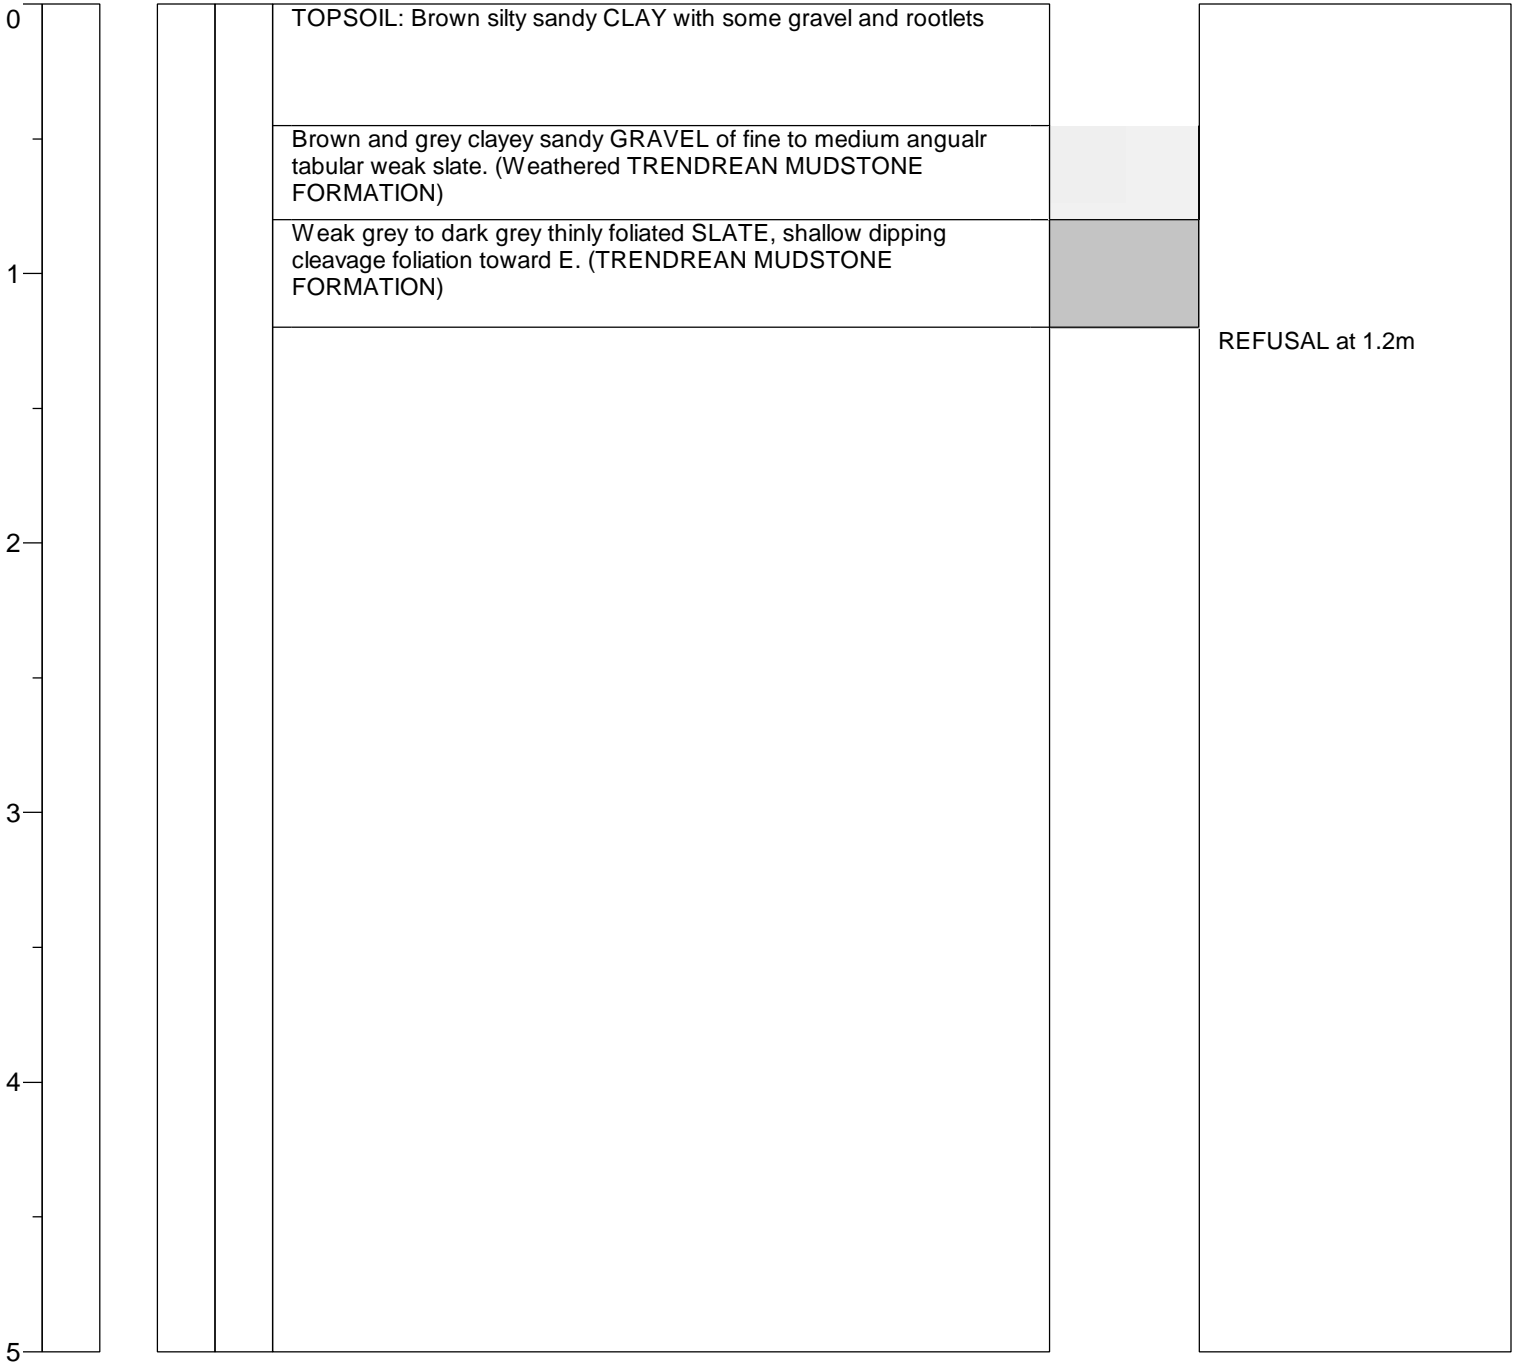 0
TOPSOIL: Brown silty sandy CLAY with some gravel and rootlets
Brown and grey clayey sandy GRAVEL of fine to medium angualr
tabular weak slate. (Weathered TRENDREAN MUDSTONE
FORMATION)
Weak grey to dark grey thinly foliated SLATE, shallow dipping
cleavage foliation toward E. (TRENDREAN MUDSTONE
FORMATION)
1
REFUSAL at 1.2m
2
3
4
5